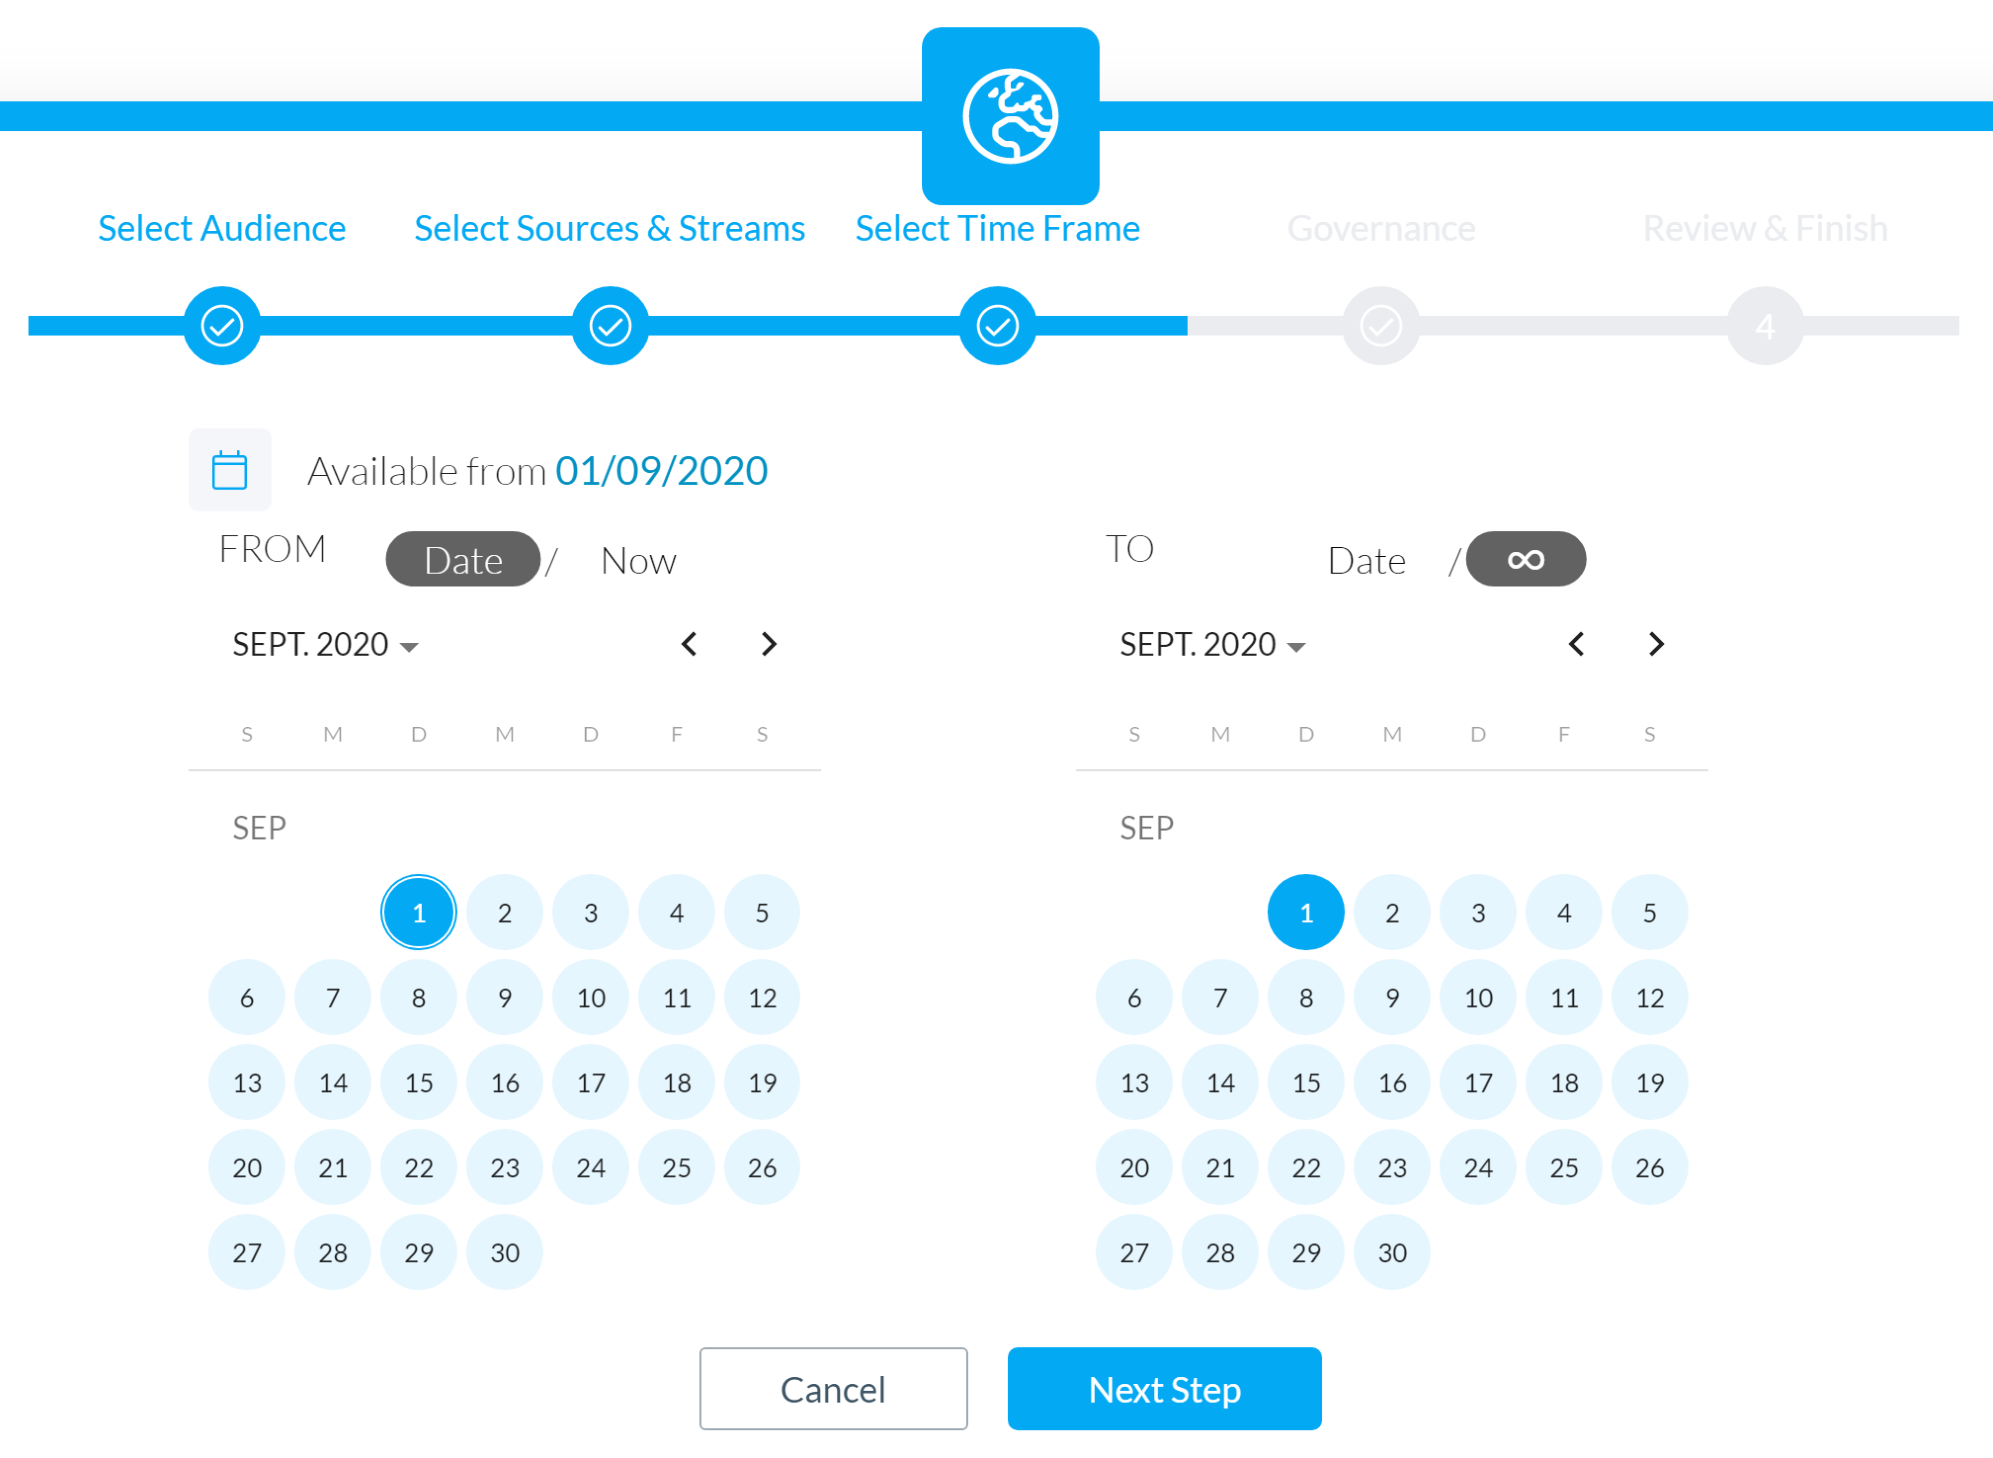 Select Audience Select Sources & Streams Select Time Frame Governance Review & Finish
4
Available from 01/09/2020
FROM Date / Now TO Date / ∞
SEPT. 2020 SEPT. 2020
S M D M D F S S M D M D F S
SEP SEP
1 2 3 4 5 1 2 3 4 5
6 7 8 9 10 11 12 6 7 8 9 10 11 12
13 14 15 16 17 18 19 13 14 15 16 17 18 19
20 21 22 23 24 25 26 20 21 22 23 24 25 26
27 28 29 30 27 28 29 30
Cancel Next Step